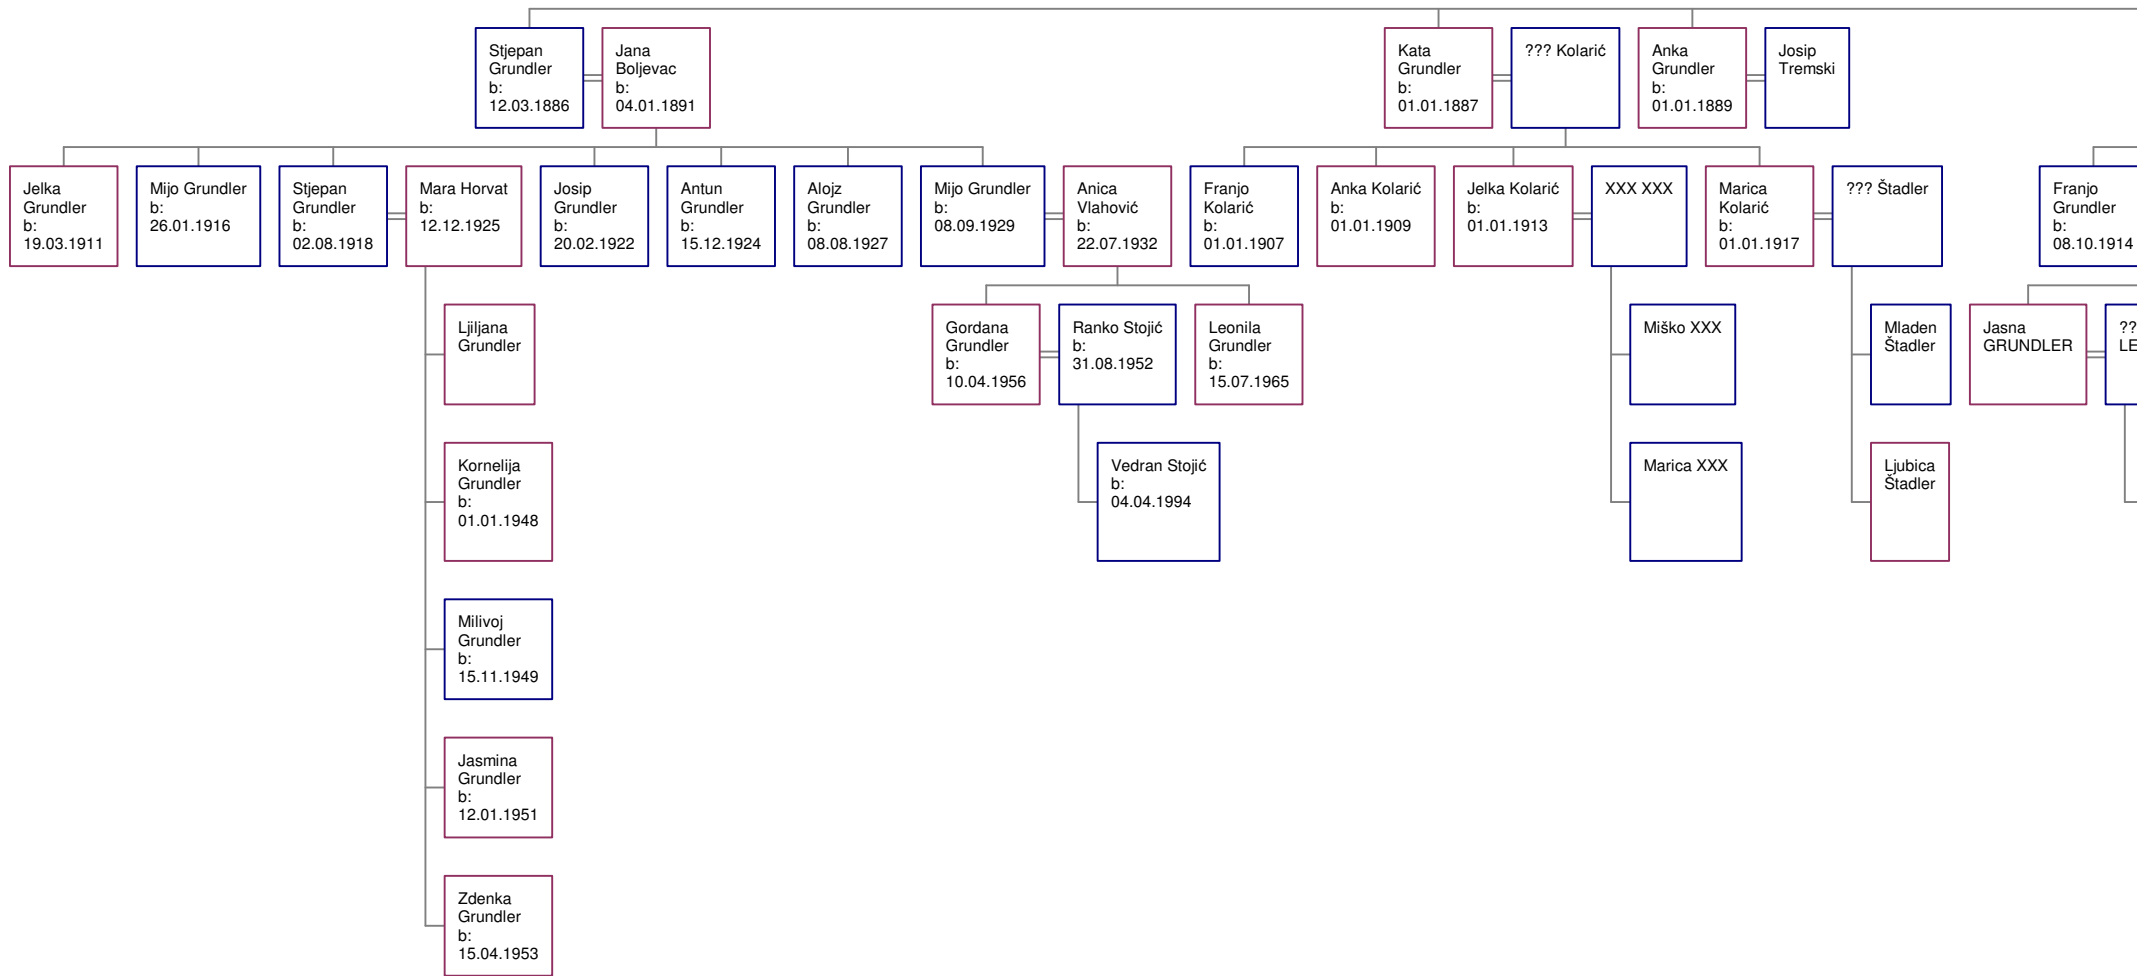 Stjepan
Grundler
b:
12.03.1886
Jana
Boljevac
b:
04.01.1891
Kata
Grundler
b:
01.01.1887
??? Kolarić
Anka
Grundler
b:
01.01.1889
Josip
Tremski
Jelka
Grundler
b:
19.03.1911
Mijo Grundler
b:
26.01.1916
Stjepan
Grundler
b:
02.08.1918
Mara Horvat
b:
12.12.1925
Josip
Grundler
b:
20.02.1922
Antun
Grundler
b:
15.12.1924
Alojz
Grundler
b:
08.08.1927
Mijo Grundler
b:
08.09.1929
Anica
Vlahović
b:
22.07.1932
Franjo
Kolarić
b:
01.01.1907
Anka Kolarić
b:
01.01.1909
Jelka Kolarić
b:
01.01.1913
XXX XXX
Marica
Kolarić
b:
01.01.1917
??? Štadler
Franjo
Grundler
b:
08.10.1914
Ljiljana
Grundler
Gordana
Grundler
b:
10.04.1956
Ranko Stojić
b:
31.08.1952
Leonila
Grundler
b:
15.07.1965
Miško XXX
Mladen
Štadler
Jasna
GRUNDLER
??
LE
Kornelija
Grundler
b:
01.01.1948
Vedran Stojić
b:
04.04.1994
Marica XXX
Ljubica
Štadler
Milivoj
Grundler
b:
15.11.1949
Jasmina
Grundler
b:
12.01.1951
Zdenka
Grundler
b:
15.04.1953